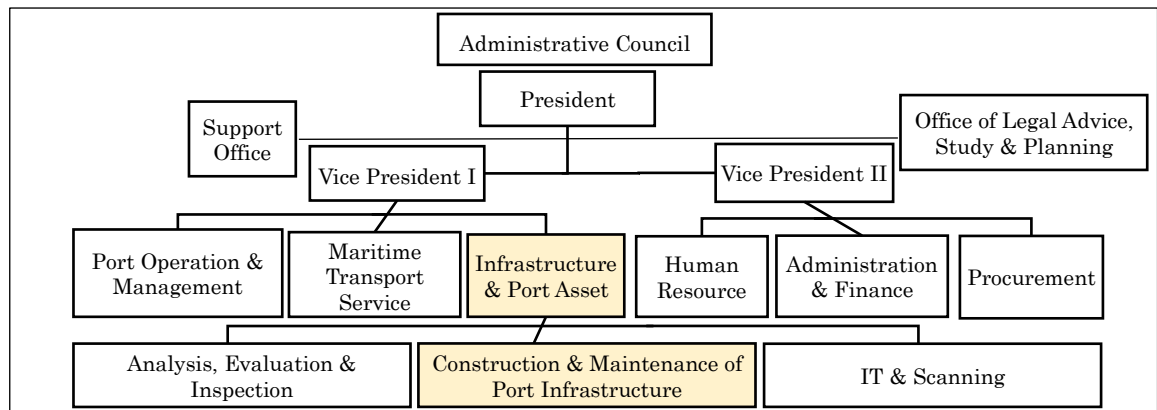 Administrative Council
President
Support
Office
Office of Legal Advice,
Study & Planning
Vice President I
Vice President II
Port Operation &
Management
Maritime
Transport
Service
Infrastructure
& Port Asset
Human
Resource
Administration
& Finance
Procurement
Analysis, Evaluation &
Inspection
Construction & Maintenance of
Port Infrastructure
IT & Scanning